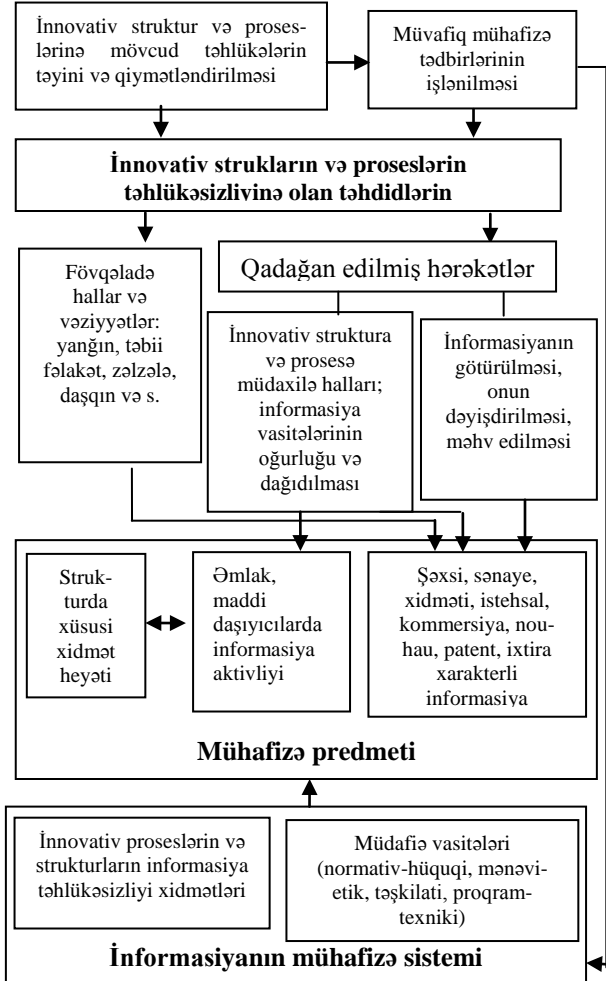 İnnovativ struktur və proses-
lərinə mövcud təhlükələrin
təyini və qiymətləndirilməsi
Müvafiq mühafizə
tədbirlərinin
işlənilməsi
İnnovativ strukların və proseslərin
təhlükəsizlivinə olan təhdidlərin
Fövqəladə
hallar və
vəziyyətlər:
yanğın, təbii
fəlakət, zəlzələ,
daşqın və s.
Qadağan edilmiş hərəkətlər
İnnovativ struktura
və prosesə
müdaxilə halları;
informasiya
vasitələrinin
oğurluğu və
dağıdılması
İnformasiyanın
götürülməsi,
onun
dəyişdirilməsi,
məhv edilməsi
Struk-
turda
xüsusi
xidmət
heyəti
Əmlak,
maddi
daşıyıcılarda
informasiya
aktivliyi
Şəxsi, sənaye,
xidməti, istehsal,
kommersiya, nou-
hau, patent, ixtira
xarakterli
informasiya
Mühafizə predmeti
İnnovativ proseslərin və
strukturların informasiya
təhlükəsizliyi xidmətləri
Müdafiə vasitələri
(normativ-hüquqi, mənəvi-
etik, təşkilati, proqram-
texniki)
İnformasiyanın mühafizə sistemi